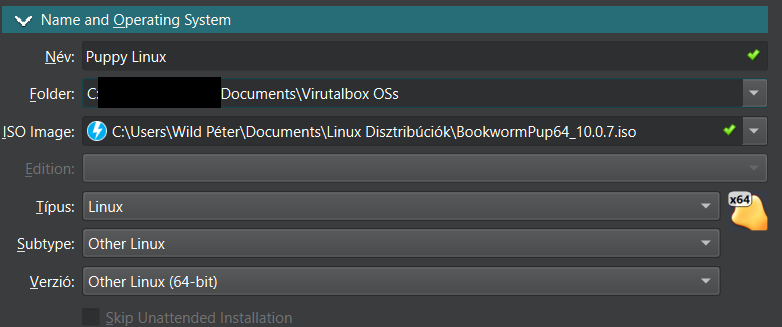 Name and Operating System
Név: Puppy Linux
Folder: C: Documents\Virutalbox OSs
ISO Image: C:\Users\Wild Péter\Documents\Linux Disztribúciók\BookwormPup64_10.0.7.iso
Edition:
Típus: Linux
x64
Subtype: Other Linux
Verzió: Other Linux (64-bit)
Skip Unattended Installation